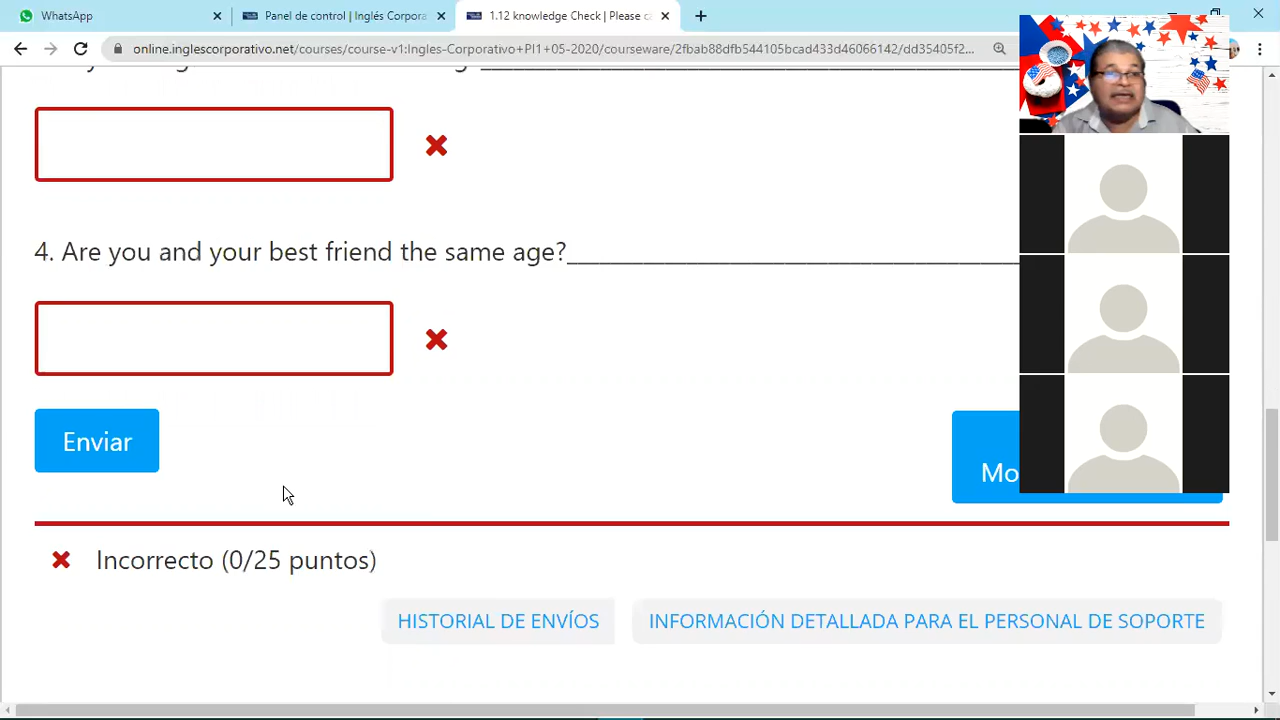 WhatsApp
Panel de control | Inglés Corpora
1.12 knowledge Check | Please ca
online.inglescorporativo.net/courses/course-v1:Ingles-Corporativo+PI1+05-2020/courseware/
4. Are you and your best friend the same age?
Enviar
Mo
Incorrecto (0/25 puntos)
HISTORIAL DE ENVÍOS
INFORMACIÓN DETALLADA PARA EL PERSONAL DE SOPORTE